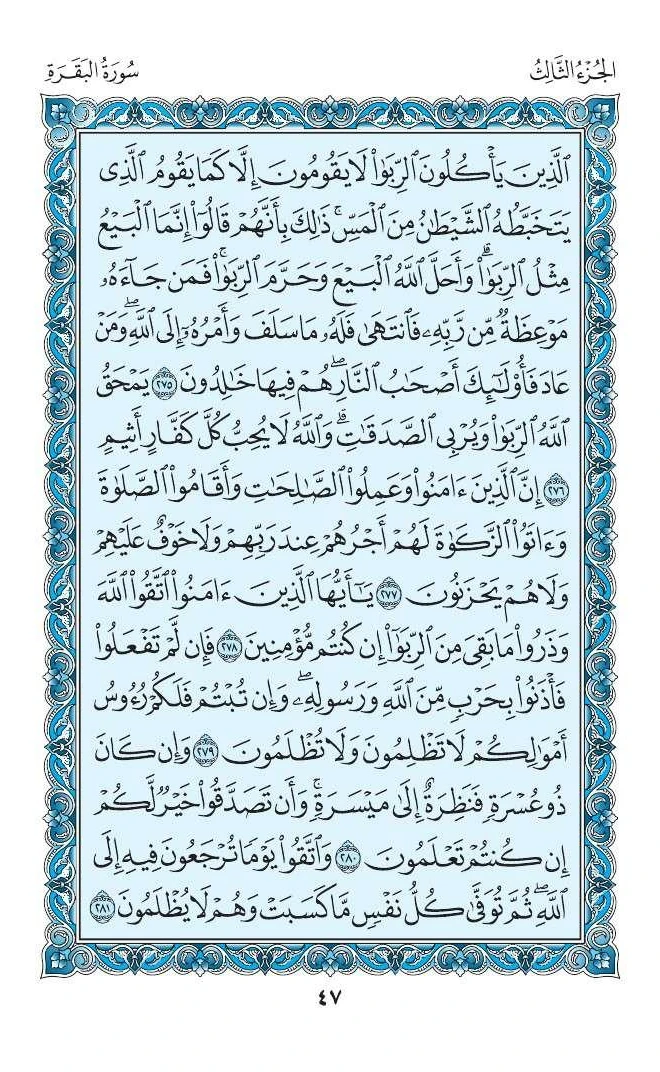 الجُزْءُ الثَّالِثُ
سُورَةُ البَقَرَةِ
ٱلَّذِينَ يَأۡكُلُونَ ٱلرِّبَوٰاْ لَا يَقُومُونَ إِلَّا كَمَا يَقُومُ ٱلَّذِي
يَتَخَبَّطُهُ ٱلشَّيۡطَٰنُ مِنَ ٱلۡمَسِّۚ ذَٰلِكَ بِأَنَّهُمۡ قَالُوٓاْ إِنَّمَا ٱلۡبَيۡعُ
مِثۡلُ ٱلرِّبَوٰاْۗ وَأَحَلَّ ٱللَّهُ ٱلۡبَيۡعَ وَحَرَّمَ ٱلرِّبَوٰاْۚ فَمَن جَآءَهُۥ
مَوۡعِظَةٞ مِّن رَّبِّهِۦ فَٱنتَهَىٰ فَلَهُۥ مَا سَلَفَ وَأَمۡرُهُۥٓ إِلَى ٱللَّهِۖ وَمَنۡ
عَادَ فَأُوْلَٰٓئِكَ أَصۡحَٰبُ ٱلنَّارِۖ هُمۡ فِيهَا خَٰلِدُونَ ٢٧٥ يَمۡحَقُ
ٱللَّهُ ٱلرِّبَوٰاْ وَيُرۡبِي ٱلصَّدَقَٰتِۗ وَٱللَّهُ لَا يُحِبُّ كُلَّ كَفَّارٍ أَثِيمٍ
٢٧٦ إِنَّ ٱلَّذِينَ ءَامَنُواْ وَعَمِلُواْ ٱلصَّٰلِحَٰتِ وَأَقَامُواْ ٱلصَّلَوٰةَ
وَءَاتَوُاْ ٱلزَّكَوٰةَ لَهُمۡ أَجۡرُهُمۡ عِندَ رَبِّهِمۡ وَلَا خَوۡفٌ عَلَيۡهِمۡ
وَلَا هُمۡ يَحۡزَنُونَ ٢٧٧ يَٰٓأَيُّهَا ٱلَّذِينَ ءَامَنُواْ ٱتَّقُواْ ٱللَّهَ
وَذَرُواْ مَا بَقِيَ مِنَ ٱلرِّبَوٰٓاْ إِن كُنتُم مُّؤۡمِنِينَ ٢٧٨ فَإِن لَّمۡ تَفۡعَلُواْ
فَأۡذَنُواْ بِحَرۡبٖ مِّنَ ٱللَّهِ وَرَسُولِهِۦۖ وَإِن تُبۡتُمۡ فَلَكُمۡ رُءُوسُ
أَمۡوَٰلِكُمۡ لَا تَظۡلِمُونَ وَلَا تُظۡلَمُونَ ٢٧٩ وَإِن كَانَ
ذُو عُسۡرَةٖ فَنَظِرَةٌ إِلَىٰ مَيۡسَرَةٖۚ وَأَن تَصَدَّقُواْ خَيۡرٞ لَّكُمۡ
إِن كُنتُمۡ تَعۡلَمُونَ ٢٨٠ وَٱتَّقُواْ يَوۡمٗا تُرۡجَعُونَ فِيهِ إِلَى
ٱللَّهِۖ ثُمَّ تُوَفَّىٰ كُلُّ نَفۡسٖ مَّا كَسَبَتۡ وَهُمۡ لَا يُظۡلَمُونَ ٢٨١
٤٧